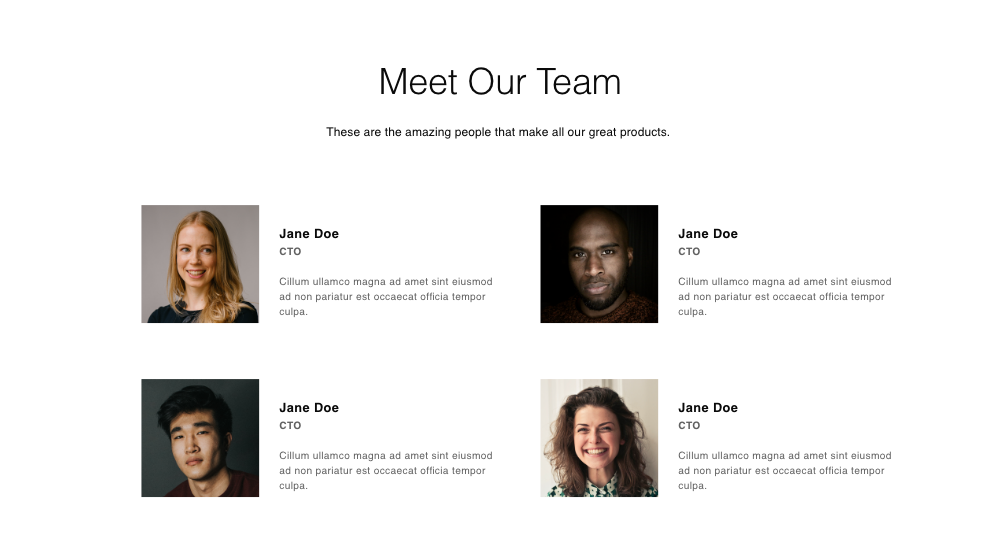 Meet Our Team
These are the amazing people that make all our great products.
Jane Doe
CTO
Cillum ullamco magna ad amet sint eiusmod
ad non pariatur est occaecat officia tempor
culpa.
Jane Doe
CTO
Cillum ullamco magna ad amet sint eiusmod
ad non pariatur est occaecat officia tempor
culpa.
Jane Doe
CTO
Cillum ullamco magna ad amet sint eiusmod
ad non pariatur est occaecat officia tempor
culpa.
Jane Doe
CTO
Cillum ullamco magna ad amet sint eiusmod
ad non pariatur est occaecat officia tempor
culpa.